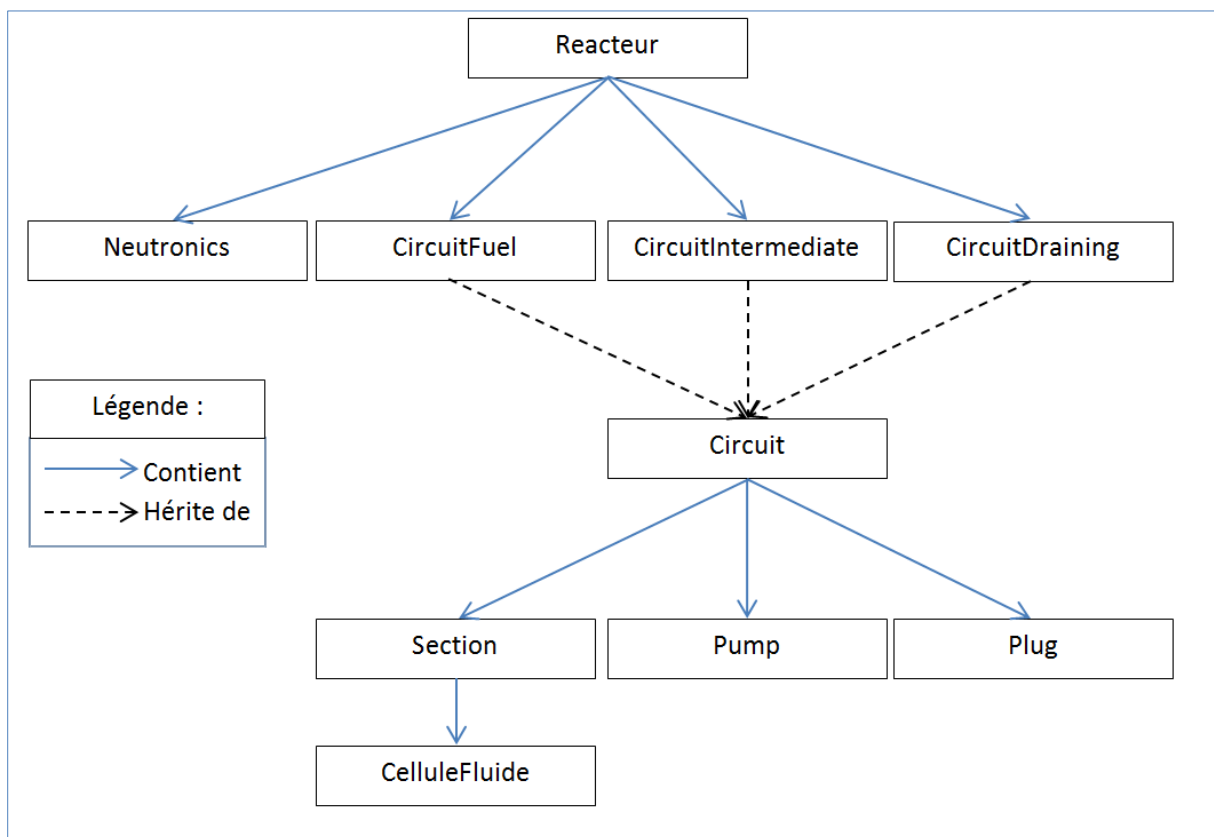 Reacteur
Neutronics
CircuitFuel
CircuitIntermediate
CircuitDraining
Légende :
Contient
Hérite de
Circuit
Section
Pump
Plug
CelluleFluide